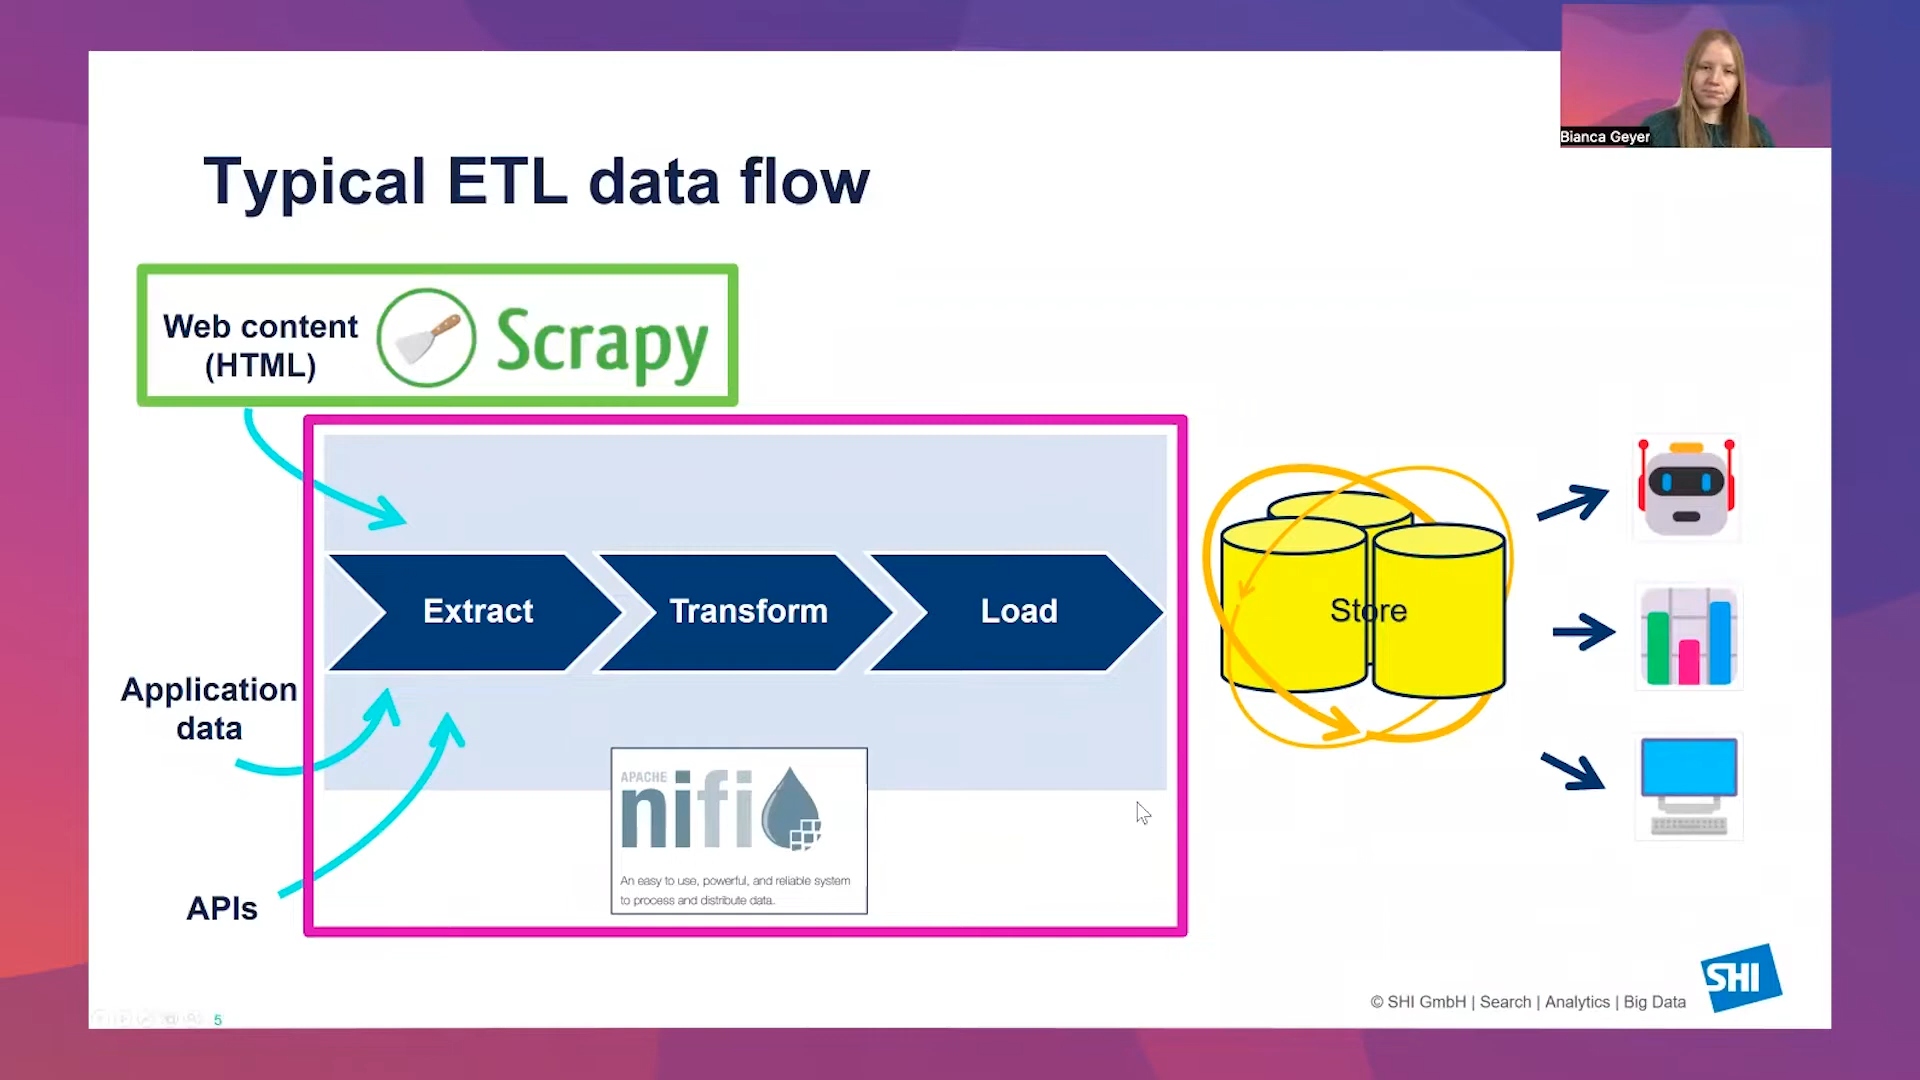 Bianca Geyer
Typical ETL data flow
Web content
(HTML)
Scrapy
Extract
Transform
Load
Store
Application
data
APIs
APACHE
nifi
An easy to use, powerful, and reliable system
to process and distribute data.
SHI
© SHI GmbH | Search | Analytics | Big Data
5